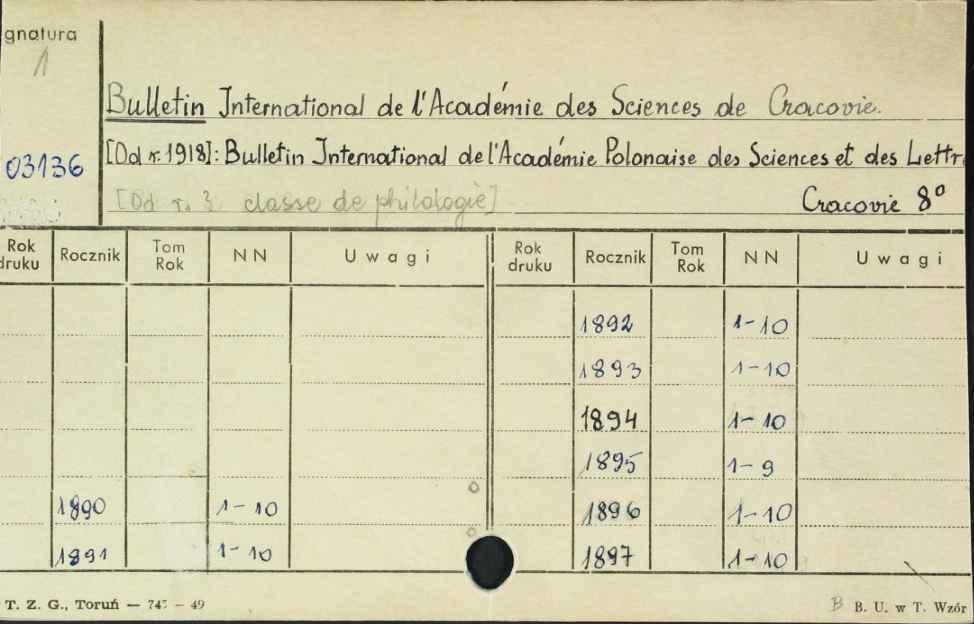 gnatura
1
Bulletin International de l'Académie des Sciences de Cracovie.
03136
[Od r. 1918]: Bulletin International de l'Académie Polonaise des Sciences et des Lettr
[Od r. 3 classe de philologie]
Cracovie 8°
Rok druku Rocznik Tom Rok NN Uwagi Rok druku Rocznik Tom Rok NN Uwagi
1892 1-10
1893 1-10
1894 1-10
1895 1-9
1890 1-10 1896 1-10
1891 1-10 1897 1-10
T. Z. G., Toruń — 747 — 49
B B. U. w T. Wzór